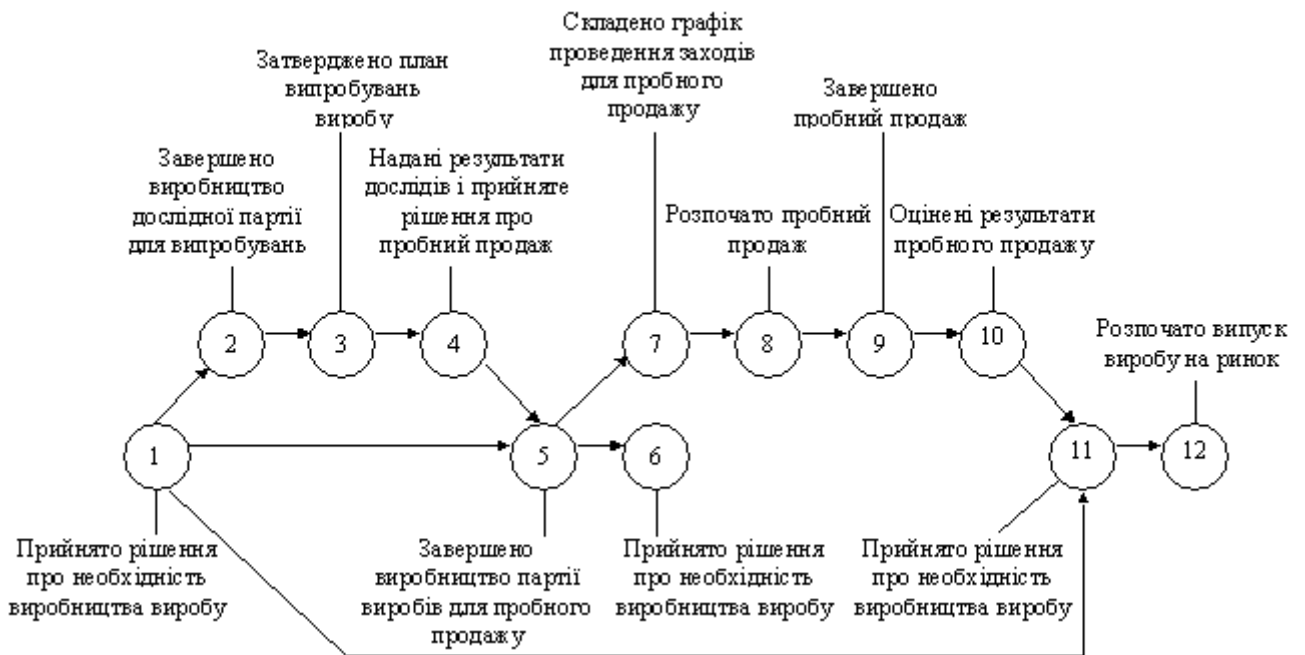 Складено графік
проведення заходів
для пробного
продажу
Затверджено план
випробувань
виробу
Завершено
пробний продаж
Завершено
виробництво
дослідної партії
для випробувань
Надані результати
дослідів і прийняте
рішення про
пробний продаж
Розпочато пробний
продаж
Оцінені результати
пробного продажу
Розпочато випуск
виробу на ринок
2
3
4
7
8
9
10
1
5
6
11
12
Прийнято рішення
про необхідність
виробництва виробу
Завершено
виробництво партії
виробів для пробного
продажу
Прийнято рішення
про необхідність
виробництва виробу
Прийнято рішення
про необхідність
виробництва виробу